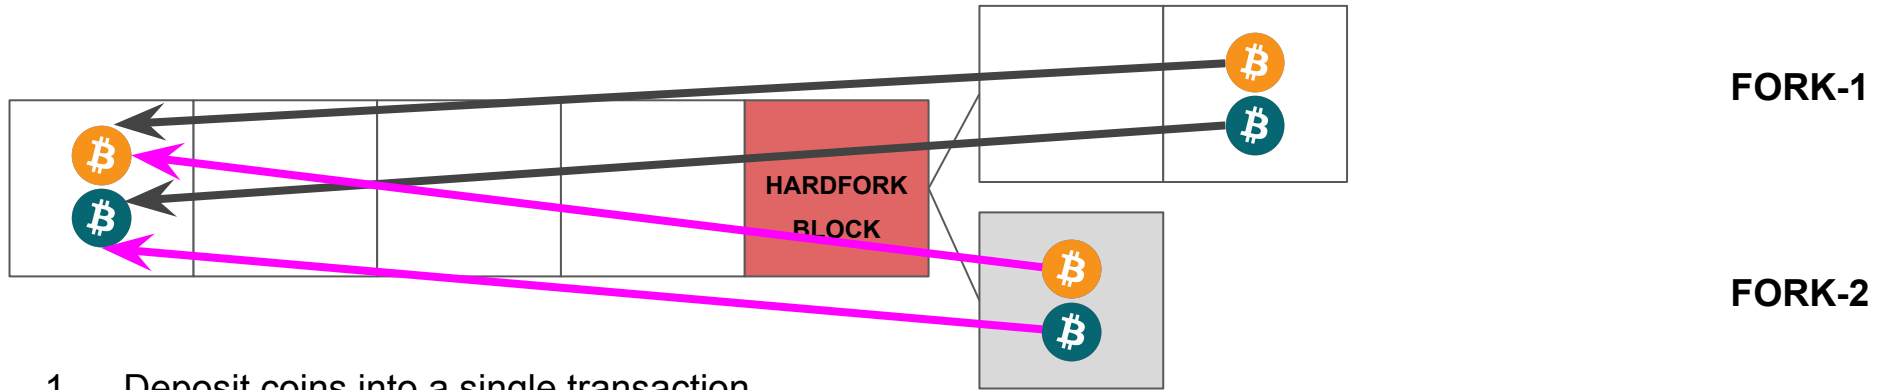 FORK-1
HARDFORK
BLOCK
FORK-2
1. Deposit coins into a single transaction